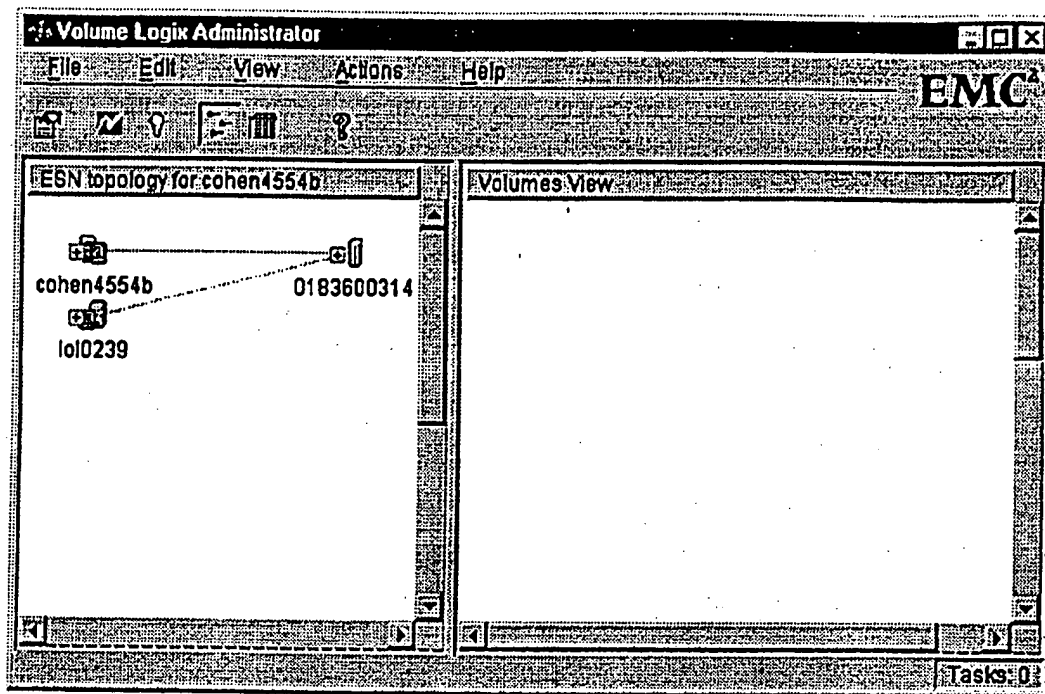 Volume Logix Administrator
File Edit View Actions Help
EMC²
ESN topology for cohen4554b
Volumes View
cohen4554b
0183600314
lol0239
Tasks: 0